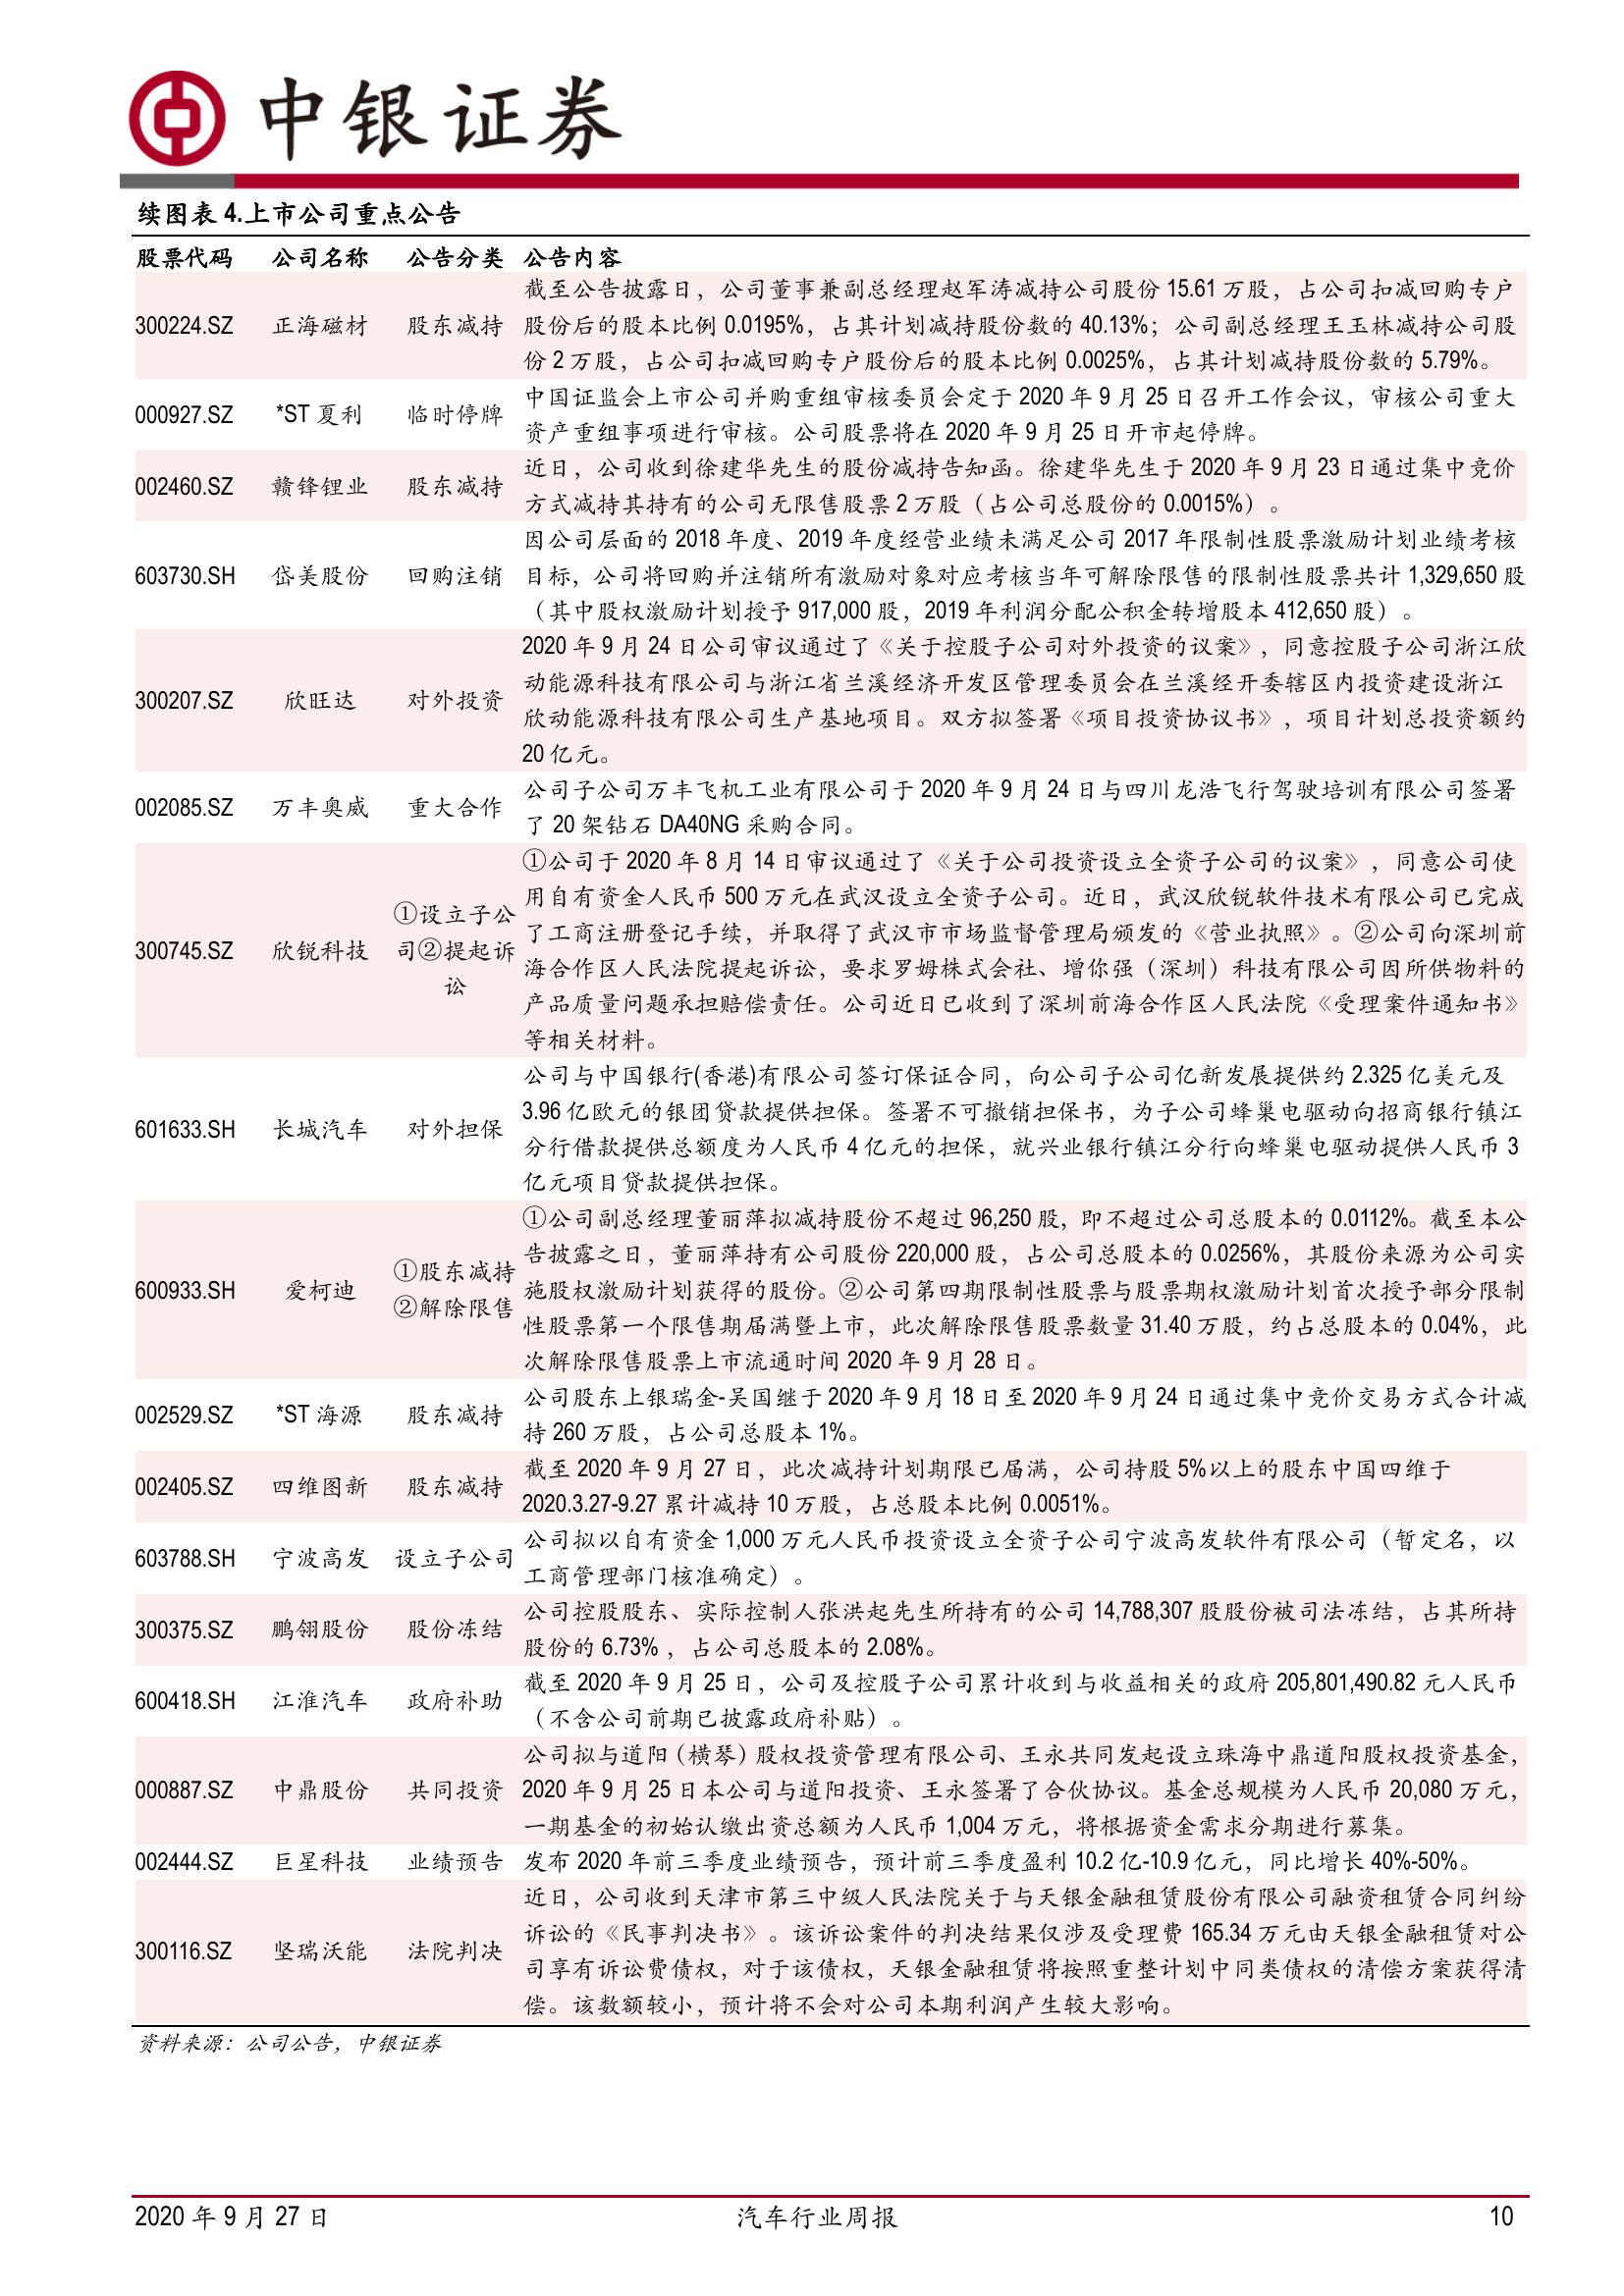 中银证券
续图表 4.上市公司重点公告
股票代码 公司名称 公告分类 公告内容
300224.SZ 正海磁材 股东减持
截至公告披露日，公司董事兼副总经理赵军涛减持公司股份 15.61 万股，占公司扣减回购专户
股份后的股本比例 0.0195%，占其计划减持股份数的 40.13%；公司副总经理王玉林减持公司股
份 2 万股，占公司扣减回购专户股份后的股本比例 0.0025%，占其计划减持股份数的 5.79%。
000927.SZ *ST 夏利 临时停牌
中国证监会上市公司并购重组审核委员会定于 2020 年 9 月 25 日召开工作会议，审核公司重大
资产重组事项进行审核。公司股票将在 2020 年 9 月 25 日开市起停牌。
002460.SZ 赣锋锂业 股东减持
近日，公司收到徐建华先生的股份减持告知函。徐建华先生于 2020 年 9 月 23 日通过集中竞价
方式减持其持有的公司无限售股票 2 万股（占公司总股份的 0.0015%）。
603730.SH 岱美股份 回购注销
因公司层面的 2018 年度、2019 年度经营业绩未满足公司 2017 年限制性股票激励计划业绩考核
目标，公司将回购并注销所有激励对象对应考核当年可解除限售的限制性股票共计 1,329,650 股
（其中股权激励计划授予 917,000 股，2019 年利润分配公积金转增股本 412,650 股）。
300207.SZ 欣旺达 对外投资
2020 年 9 月 24 日公司审议通过了《关于控股子公司对外投资的议案》，同意控股子公司浙江欣
动能源科技有限公司与浙江省兰溪经济开发区管理委员会在兰溪经开委辖区内投资建设浙江
欣动能源科技有限公司生产基地项目。双方拟签署《项目投资协议书》，项目计划总投资额约
20 亿元。
002085.SZ 万丰奥威 重大合作
公司子公司万丰飞机工业有限公司于 2020 年 9 月 24 日与四川龙浩飞行驾驶培训有限公司签署
了 20 架钻石 DA40NG 采购合同。
300745.SZ 欣锐科技
①设立子公
司②提起诉
讼
①公司于 2020 年 8 月 14 日审议通过了《关于公司投资设立全资子公司的议案》，同意公司使
用自有资金人民币 500 万元在武汉设立全资子公司。近日，武汉欣锐软件技术有限公司已完成
了工商注册登记手续，并取得了武汉市市场监督管理局颁发的《营业执照》。②公司向深圳前
海合作区人民法院提起诉讼，要求罗姆株式会社、增你强（深圳）科技有限公司因所供物料的
产品质量问题承担赔偿责任。公司近日已收到了深圳前海合作区人民法院《受理案件通知书》
等相关材料。
601633.SH 长城汽车 对外担保
公司与中国银行(香港)有限公司签订保证合同，向公司子公司亿新发展提供约 2.325 亿美元及
3.96 亿欧元的银团贷款提供担保。签署不可撤销担保书，为子公司蜂巢电驱动向招商银行镇江
分行借款提供总额度为人民币 4 亿元的担保，就兴业银行镇江分行向蜂巢电驱动提供人民币 3
亿元项目贷款提供担保。
600933.SH 爱柯迪
①股东减持
②解除限售
①公司副总经理董丽萍拟减持股份不超过 96,250 股，即不超过公司总股本的 0.0112%。截至本公
告披露之日，董丽萍持有公司股份 220,000 股，占公司总股本的 0.0256%，其股份来源为公司实
施股权激励计划获得的股份。②公司第四期限制性股票与股票期权激励计划首次授予部分限制
性股票第一个限售期届满暨上市，此次解除限售股票数量 31.40 万股，约占总股本的 0.04%，此
次解除限售股票上市流通时间 2020 年 9 月 28 日。
002529.SZ *ST 海源 股东减持
公司股东上银瑞金-吴国继于 2020 年 9 月 18 日至 2020 年 9 月 24 日通过集中竞价交易方式合计减
持 260 万股，占公司总股本 1%。
002405.SZ 四维图新 股东减持
截至 2020 年 9 月 27 日，此次减持计划期限已届满，公司持股 5%以上的股东中国四维于
2020.3.27-9.27 累计减持 10 万股，占总股本比例 0.0051%。
603788.SH 宁波高发 设立子公司
公司拟以自有资金 1,000 万元人民币投资设立全资子公司宁波高发软件有限公司（暂定名，以
工商管理部门核准确定）。
300375.SZ 鹏翎股份 股份冻结
公司控股股东、实际控制人张洪起先生所持有的公司 14,788,307 股股份被司法冻结，占其所持
股份的 6.73% ，占公司总股本的 2.08%。
600418.SH 江淮汽车 政府补助
截至 2020 年 9 月 25 日，公司及控股子公司累计收到与收益相关的政府 205,801,490.82 元人民币
（不含公司前期已披露政府补贴）。
000887.SZ 中鼎股份 共同投资
公司拟与道阳（横琴）股权投资管理有限公司、王永共同发起设立珠海中鼎道阳股权投资基金，
2020 年 9 月 25 日本公司与道阳投资、王永签署了合伙协议。基金总规模为人民币 20,080 万元，
一期基金的初始认缴出资总额为人民币 1,004 万元，将根据资金需求分期进行募集。
002444.SZ 巨星科技 业绩预告 发布 2020 年前三季度业绩预告，预计前三季度盈利 10.2 亿-10.9 亿元，同比增长 40%-50%。
300116.SZ 坚瑞沃能 法院判决
近日，公司收到天津市第三中级人民法院关于与天银金融租赁股份有限公司融资租赁合同纠纷
诉讼的《民事判决书》。该诉讼案件的判决结果仅涉及受理费 165.34 万元由天银金融租赁对公
司享有诉讼费债权，对于该债权，天银金融租赁将按照重整计划中同类债权的清偿方案获得清
偿。该数额较小，预计将不会对公司本期利润产生较大影响。
资料来源：公司公告，中银证券
2020 年 9 月 27 日 汽车行业周报 10